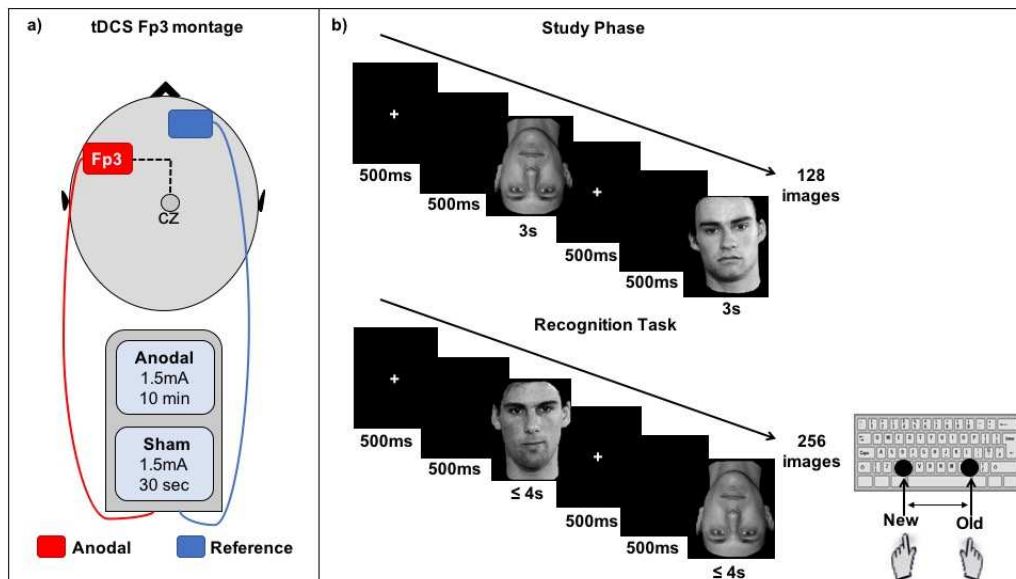 a)
tDCS Fp3 montage
Fp3
CZ
Anodal
1.5mA
10 min
Sham
1.5mA
30 sec
Anodal
Reference
b)
Study Phase
500ms
500ms
3s
500ms
500ms
3s
128
images
Recognition Task
500ms
500ms
≤ 4s
500ms
500ms
≤ 4s
256
images
New
Old